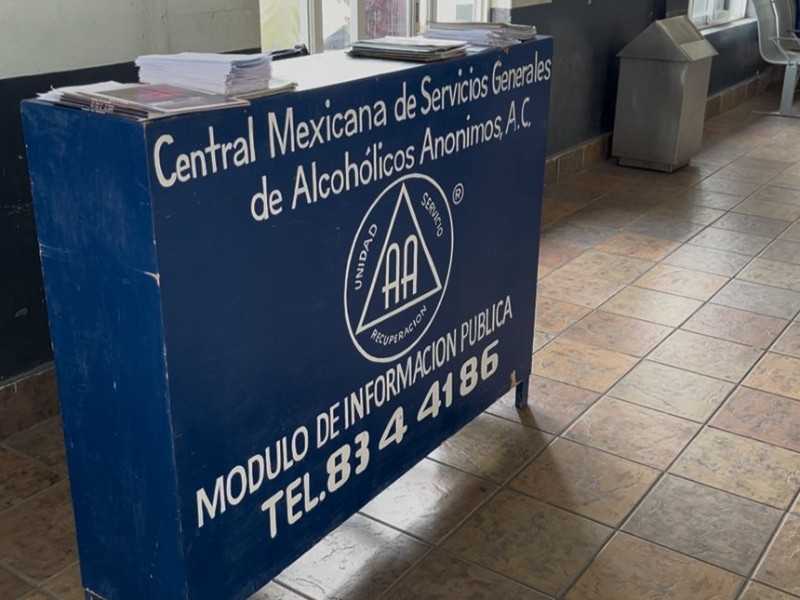 Central Mexicana de Servicios Generales
de Alcohólicos Anonimos, A.C.
®
UNIDAD
SERVICIO
AA
RECUPERACION
MODULO DE INFORMACION PUBLICA
TEL. 83 4 41 86